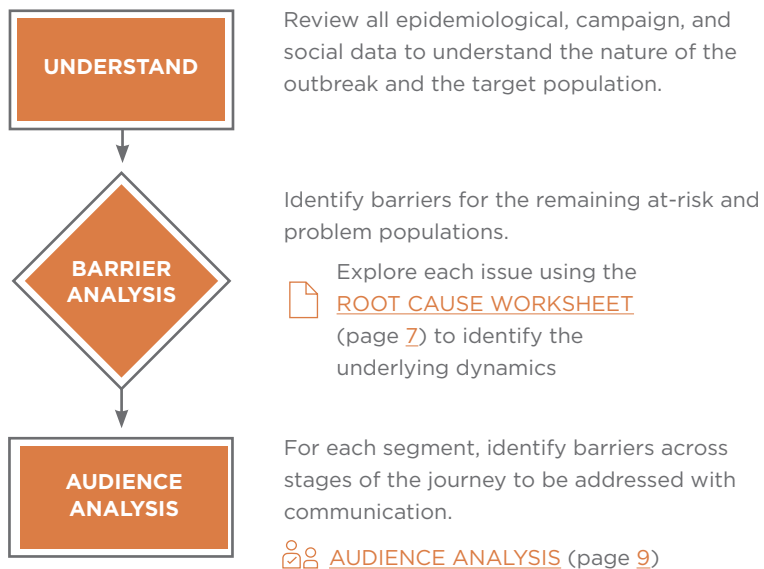 UNDERSTAND
Review all epidemiological, campaign, and
social data to understand the nature of the
outbreak and the target population.
BARRIER
ANALYSIS
Identify barriers for the remaining at-risk and
problem populations.
Explore each issue using the
ROOT CAUSE WORKSHEET
(page 7) to identify the
underlying dynamics
AUDIENCE
ANALYSIS
For each segment, identify barriers across
stages of the journey to be addressed with
communication.
AUDIENCE ANALYSIS (page 9)